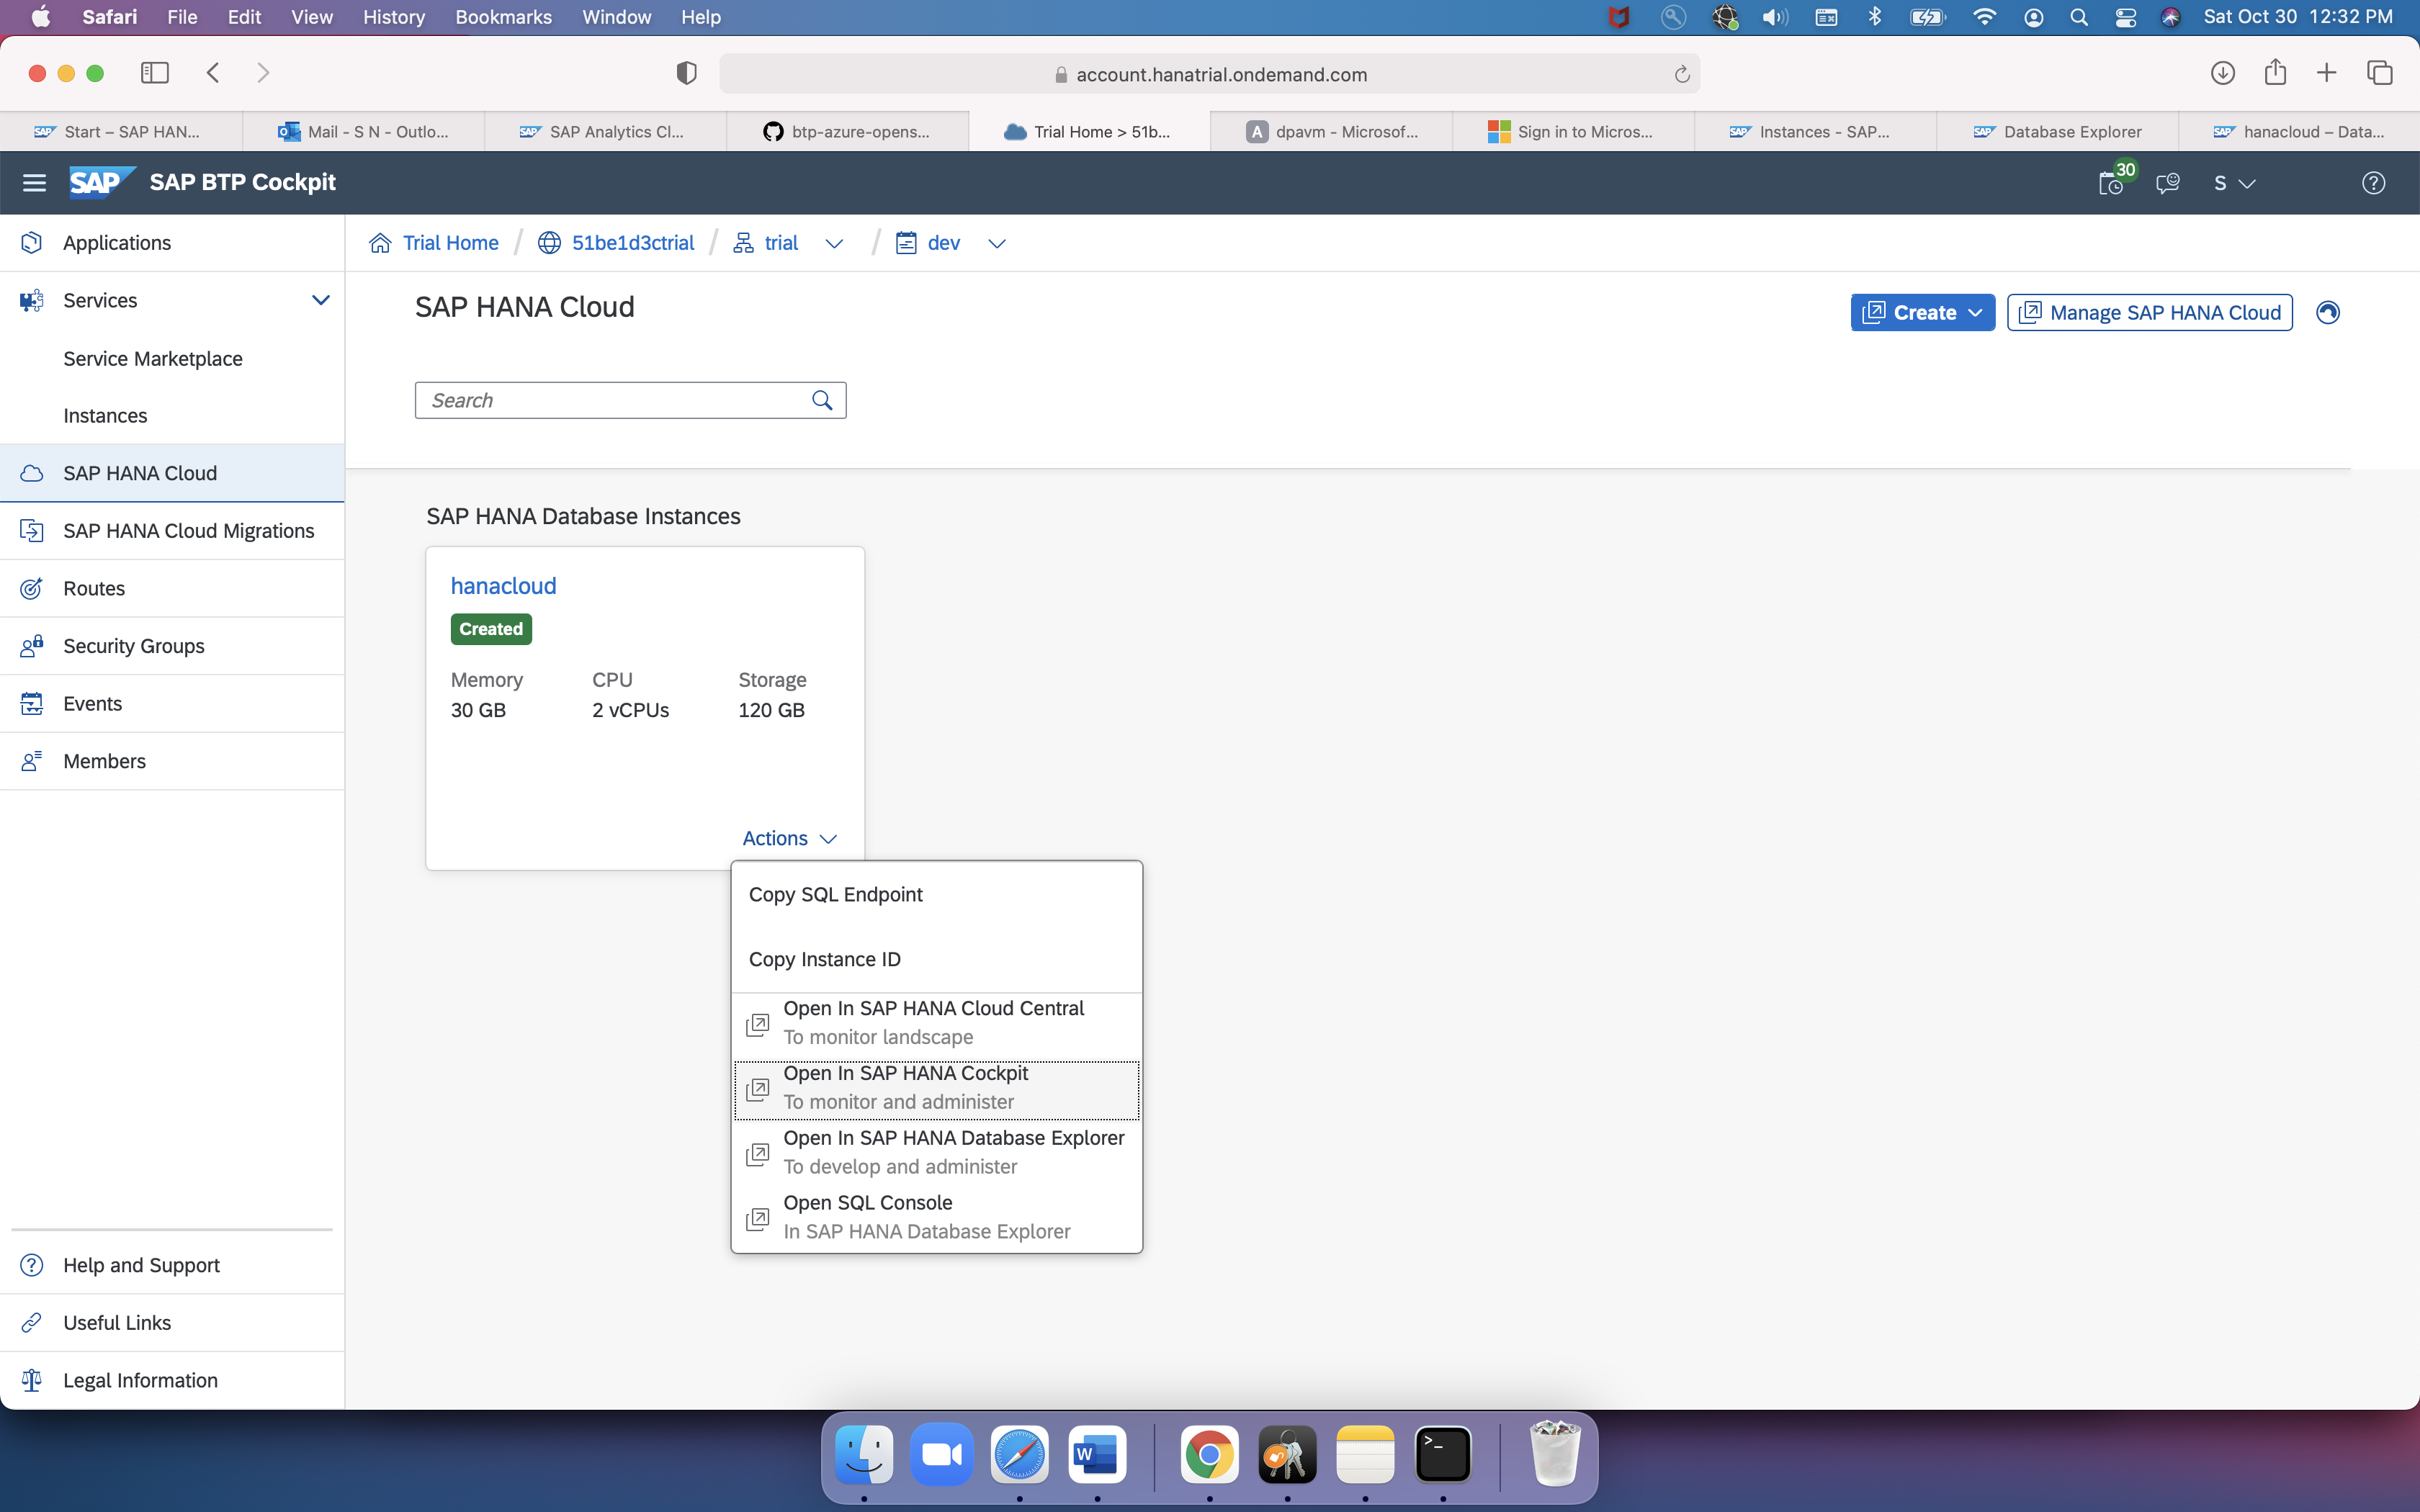 Safari File Edit View History Bookmarks Window Help Sat Oct 30 12:32 PM
account.hanatrial.ondemand.com
Start – SAP HAN... Mail - S N - Outlo... SAP Analytics Cl... btp-azure-opens... Trial Home > 51b... dpavm - Microsof... Sign in to Micros... Instances - SAP... Database Explorer hanacloud – Data...
SAP SAP BTP Cockpit 30 S
Applications
Services
Service Marketplace
Instances
SAP HANA Cloud
SAP HANA Cloud Migrations
Routes
Security Groups
Events
Members
Help and Support
Useful Links
Legal Information
Trial Home / 51be1d3ctrial / trial / dev
SAP HANA Cloud
Create
Manage SAP HANA Cloud
Search
SAP HANA Database Instances
hanacloud
Created
Memory CPU Storage
30 GB 2 vCPUs 120 GB
Actions
Copy SQL Endpoint
Copy Instance ID
Open In SAP HANA Cloud Central
To monitor landscape
Open In SAP HANA Cockpit
To monitor and administer
Open In SAP HANA Database Explorer
To develop and administer
Open SQL Console
In SAP HANA Database Explorer